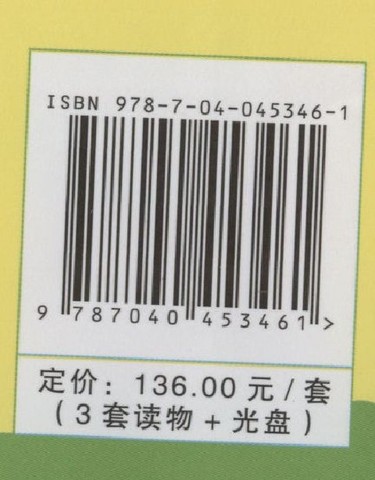 ISBN 978-7-04-045346-1
9 787040 453461 >
定价：136.00 元 / 套
( 3 套读物 + 光盘 )